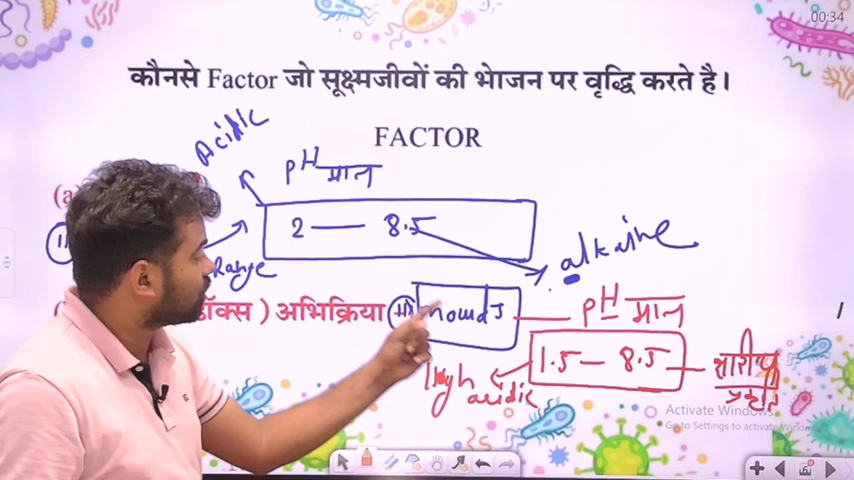 00:34
कौनसे Factor जो सूक्ष्मजीवों की भोजन पर वृद्धि करते है।
FACTOR
Acidic
pH मान
(a)
2 — 8.5
alkaline
Range
डॉक्स ) अभिक्रिया
pH मान
1.5 — 8.5
high acidic
Activate Windows
Go to Settings to activate Windows